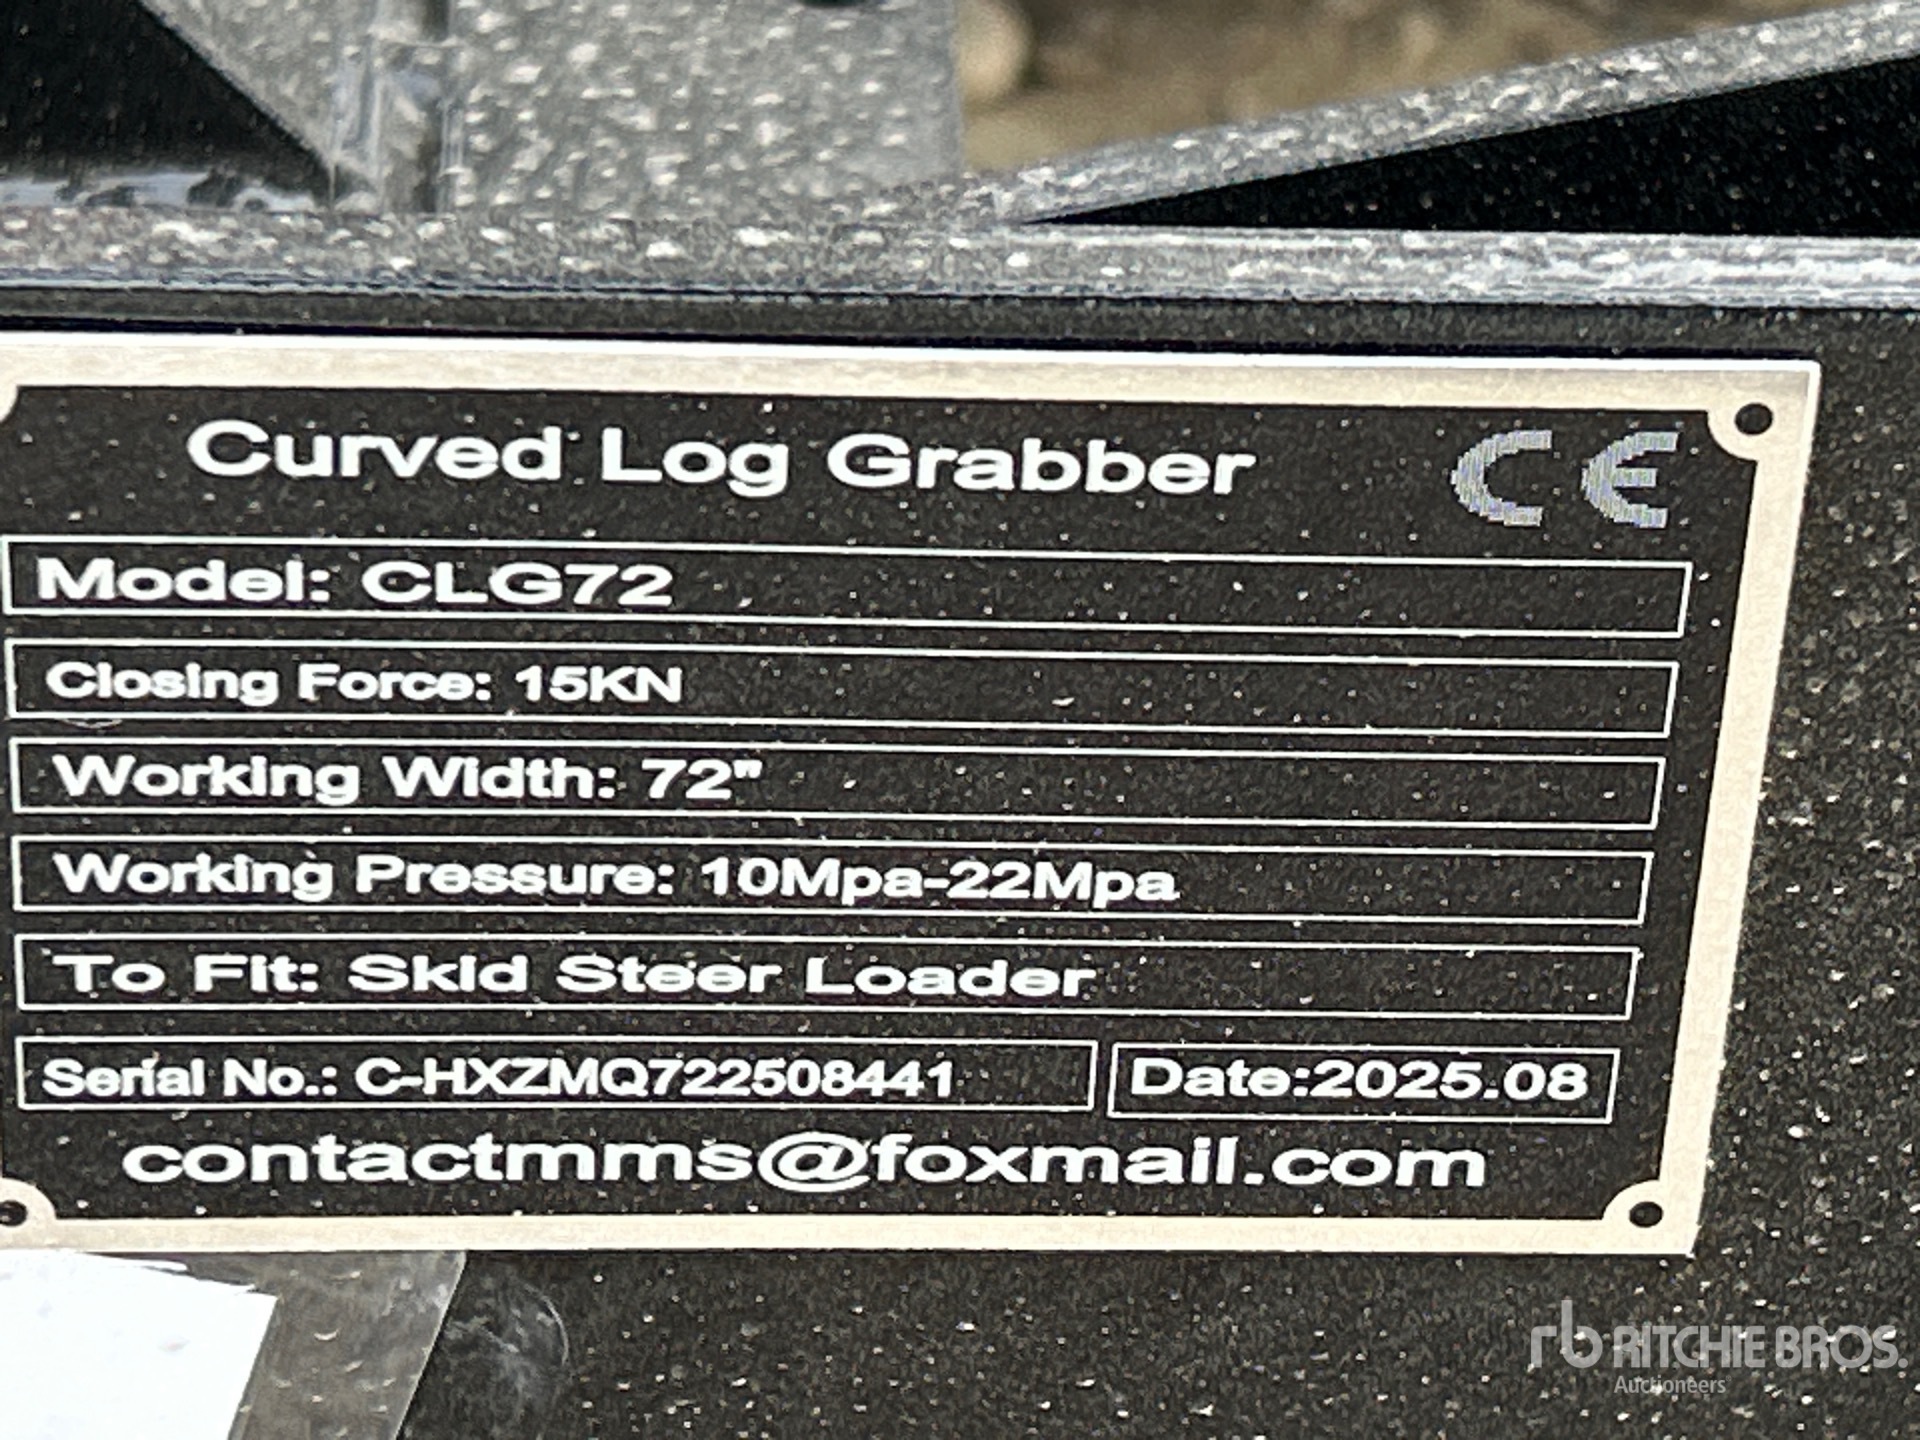 Curved Log Grabber CE
Model: CLG72
Closing Force: 15KN
Working Width: 72"
Working Pressure: 10Mpa-22Mpa
To Fit: Skid Steer Loader
Serial No.: C-HXZMQ722508441 Date:2025.08
contactmms@foxmail.com
rb RITCHIE BROS.
Auctioneers